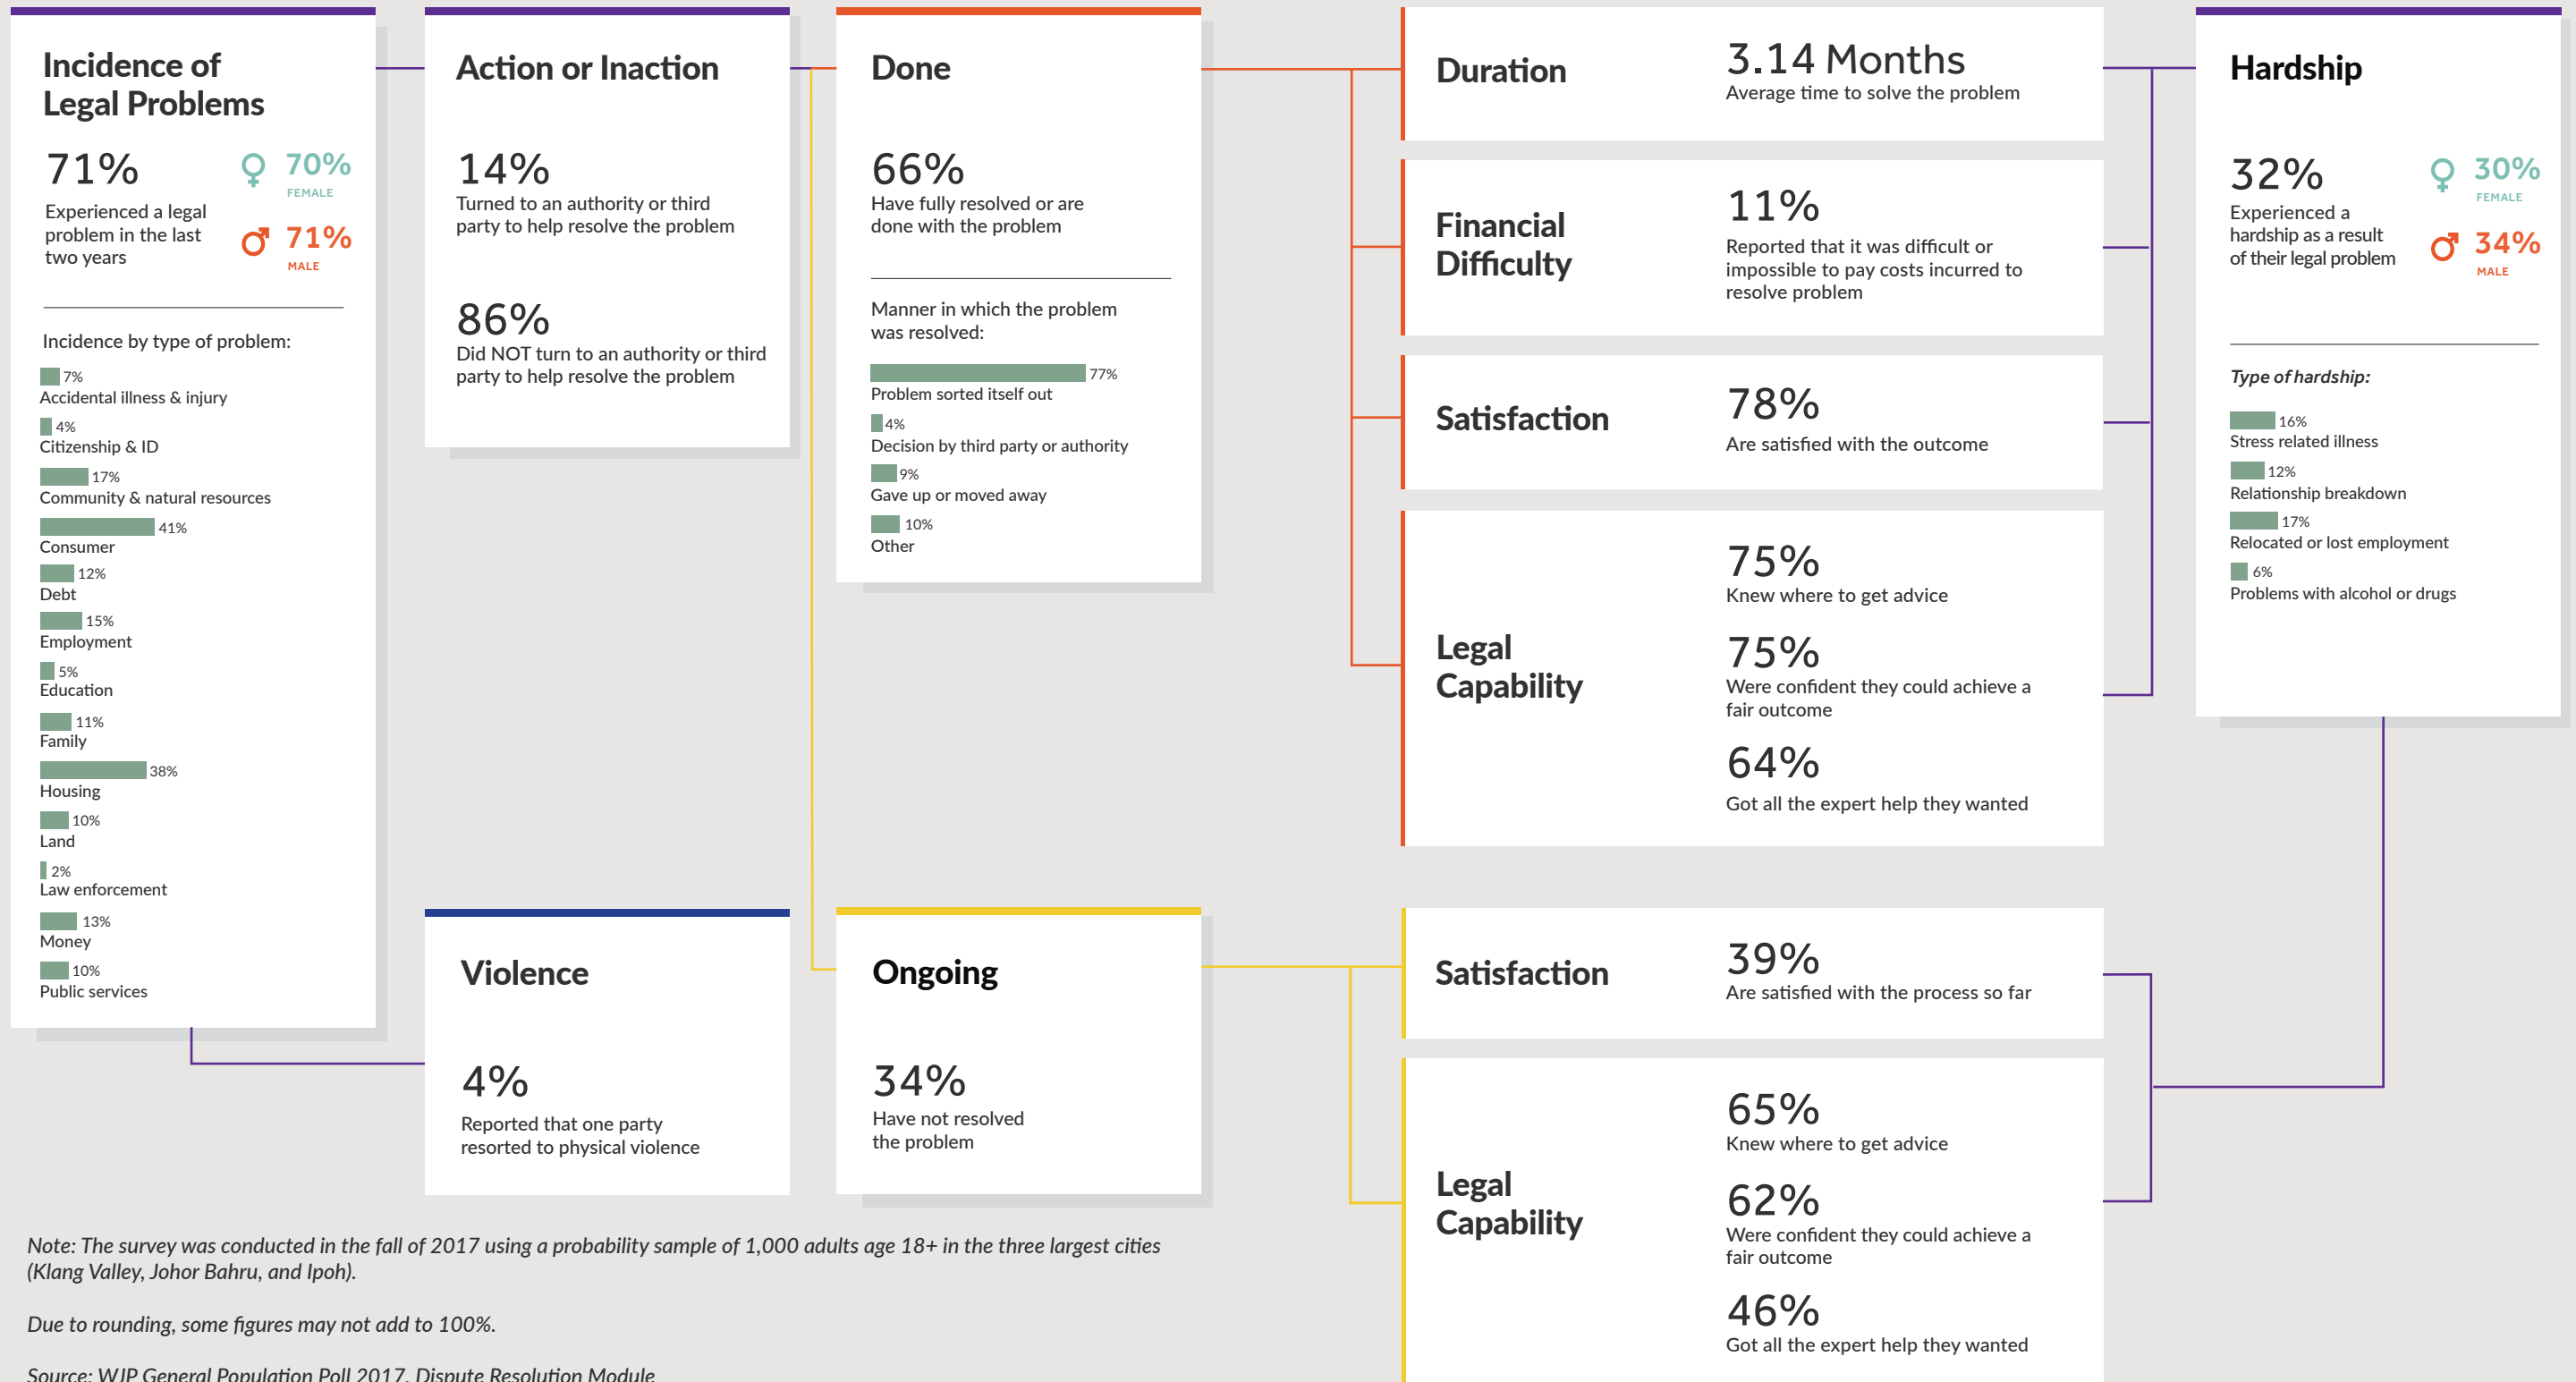 Incidence of
Legal Problems
71%
Experienced a legal
problem in the last
two years
70%
FEMALE
71%
MALE
Incidence by type of problem:
7%
Accidental illness & injury
4%
Citizenship & ID
17%
Community & natural resources
41%
Consumer
12%
Debt
15%
Employment
5%
Education
11%
Family
38%
Housing
10%
Land
2%
Law enforcement
13%
Money
10%
Public services
Action or Inaction
14%
Turned to an authority or third
party to help resolve the problem
86%
Did NOT turn to an authority or third
party to help resolve the problem
Violence
4%
Reported that one party
resorted to physical violence
Done
66%
Have fully resolved or are
done with the problem
Manner in which the problem
was resolved:
77%
Problem sorted itself out
4%
Decision by third party or authority
9%
Gave up or moved away
10%
Other
Ongoing
34%
Have not resolved
the problem
Duration
3.14 Months
Average time to solve the problem
Financial
Difficulty
11%
Reported that it was difficult or
impossible to pay costs incurred to
resolve problem
Satisfaction
78%
Are satisfied with the outcome
Legal
Capability
75%
Knew where to get advice
75%
Were confident they could achieve a
fair outcome
64%
Got all the expert help they wanted
Satisfaction
39%
Are satisfied with the process so far
Legal
Capability
65%
Knew where to get advice
62%
Were confident they could achieve a
fair outcome
46%
Got all the expert help they wanted
Hardship
32%
Experienced a
hardship as a result
of their legal problem
30%
FEMALE
34%
MALE
Type of hardship:
16%
Stress related illness
12%
Relationship breakdown
17%
Relocated or lost employment
6%
Problems with alcohol or drugs
Note: The survey was conducted in the fall of 2017 using a probability sample of 1,000 adults age 18+ in the three largest cities
(Klang Valley, Johor Bahru, and Ipoh).
Due to rounding, some figures may not add to 100%.
Source: WJP General Population Poll 2017, Dispute Resolution Module